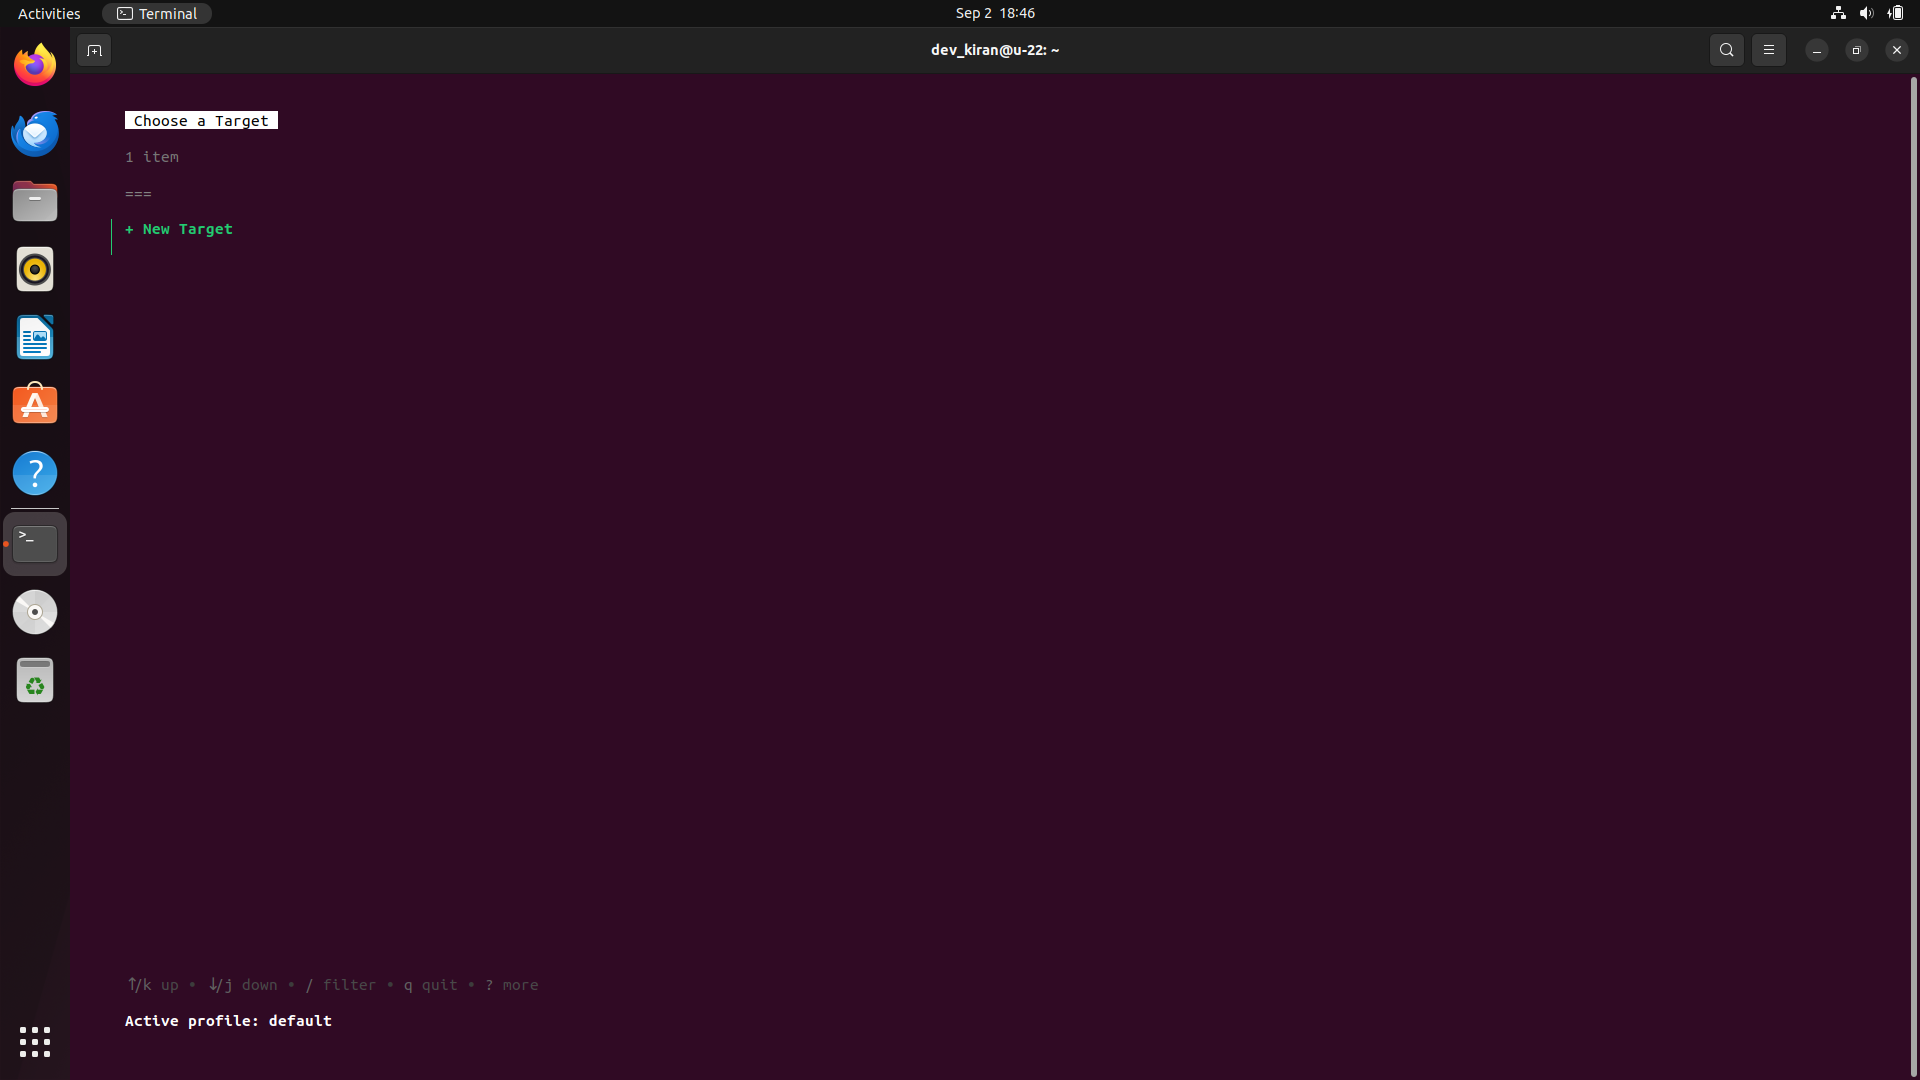 Activities Terminal Sep 2 18:46
dev_kiran@u-22: ~
Choose a Target
1 item
===
+ New Target
↑/k up • ↓/j down • / filter • q quit • ? more
Active profile: default